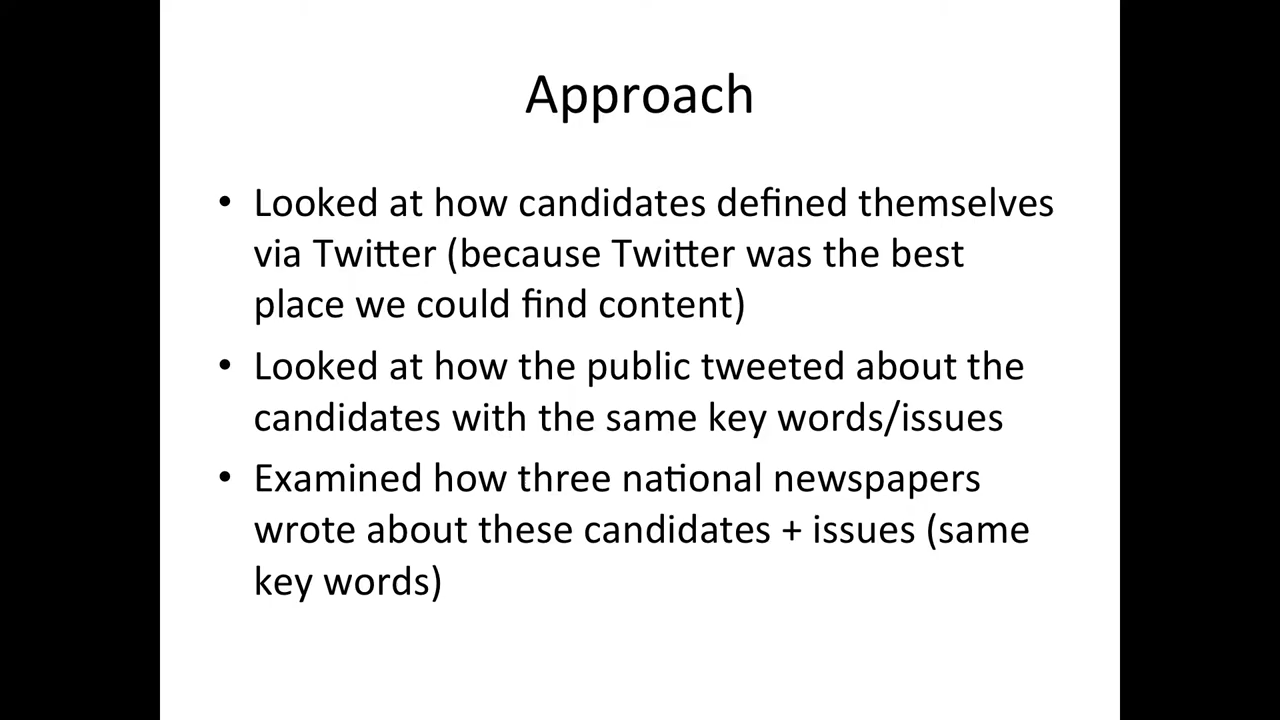 Approach
• Looked at how candidates defined themselves
via Twitter (because Twitter was the best
place we could find content)
• Looked at how the public tweeted about the
candidates with the same key words/issues
• Examined how three national newspapers
wrote about these candidates + issues (same
key words)